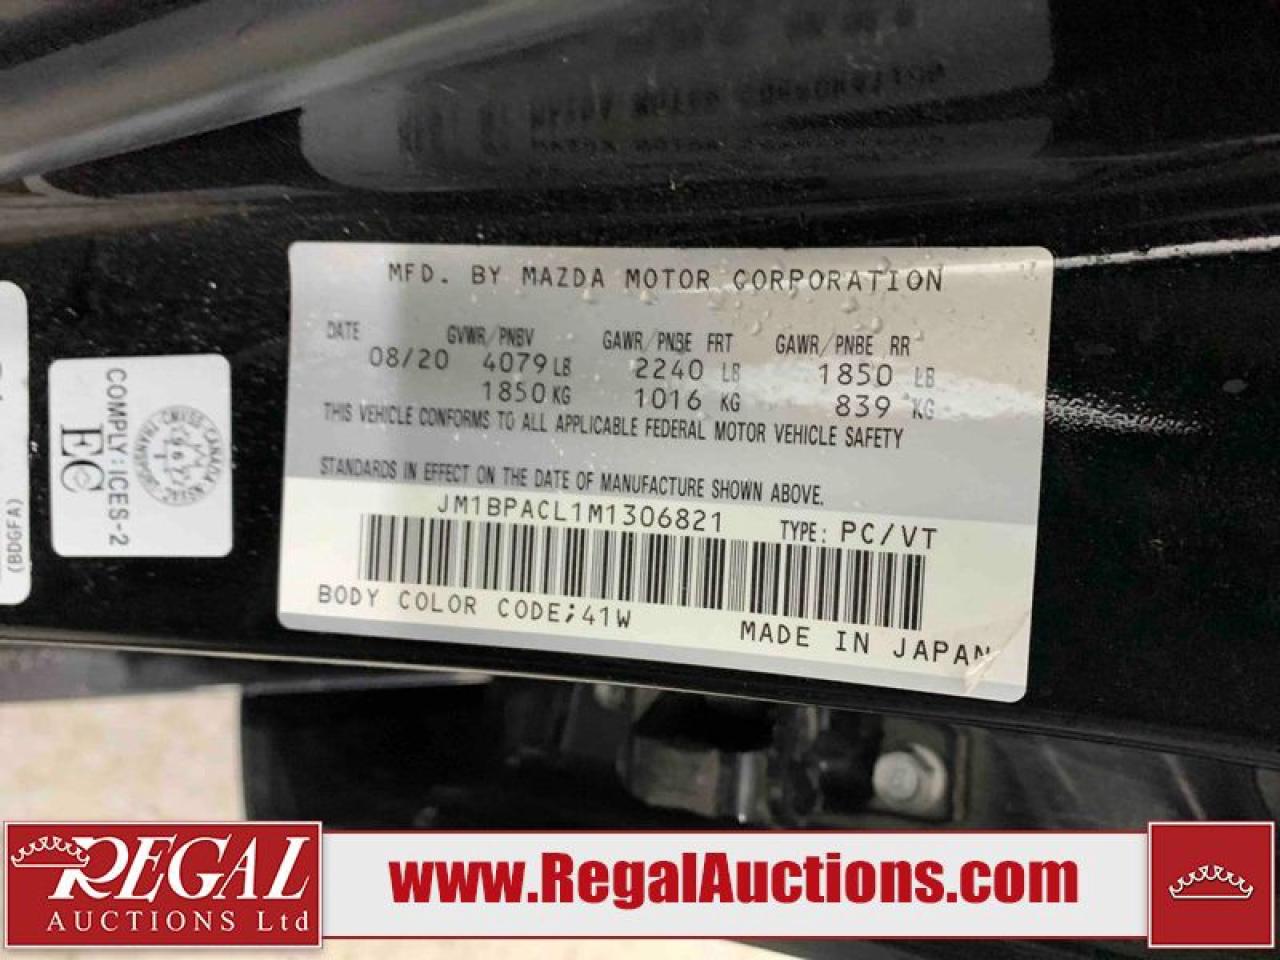 MFD. BY MAZDA MOTOR CORPORATION
DATE GVWR/PNBV GAWR/PNBE FRT GAWR/PNBE RR
08/20 4079 LB 2240 LB 1850 LB
1850 KG 1016 KG 839 KG
THIS VEHICLE CONFORMS TO ALL APPLICABLE FEDERAL MOTOR VEHICLE SAFETY
STANDARDS IN EFFECT ON THE DATE OF MANUFACTURE SHOWN ABOVE.
JM1BPACL1M1306821 TYPE: PC/VT
BODY COLOR CODE;41W
MADE IN JAPAN
COMPLY:ICES-2
EC
(BDGFA)
REGAL
AUCTIONS Ltd
www.RegalAuctions.com